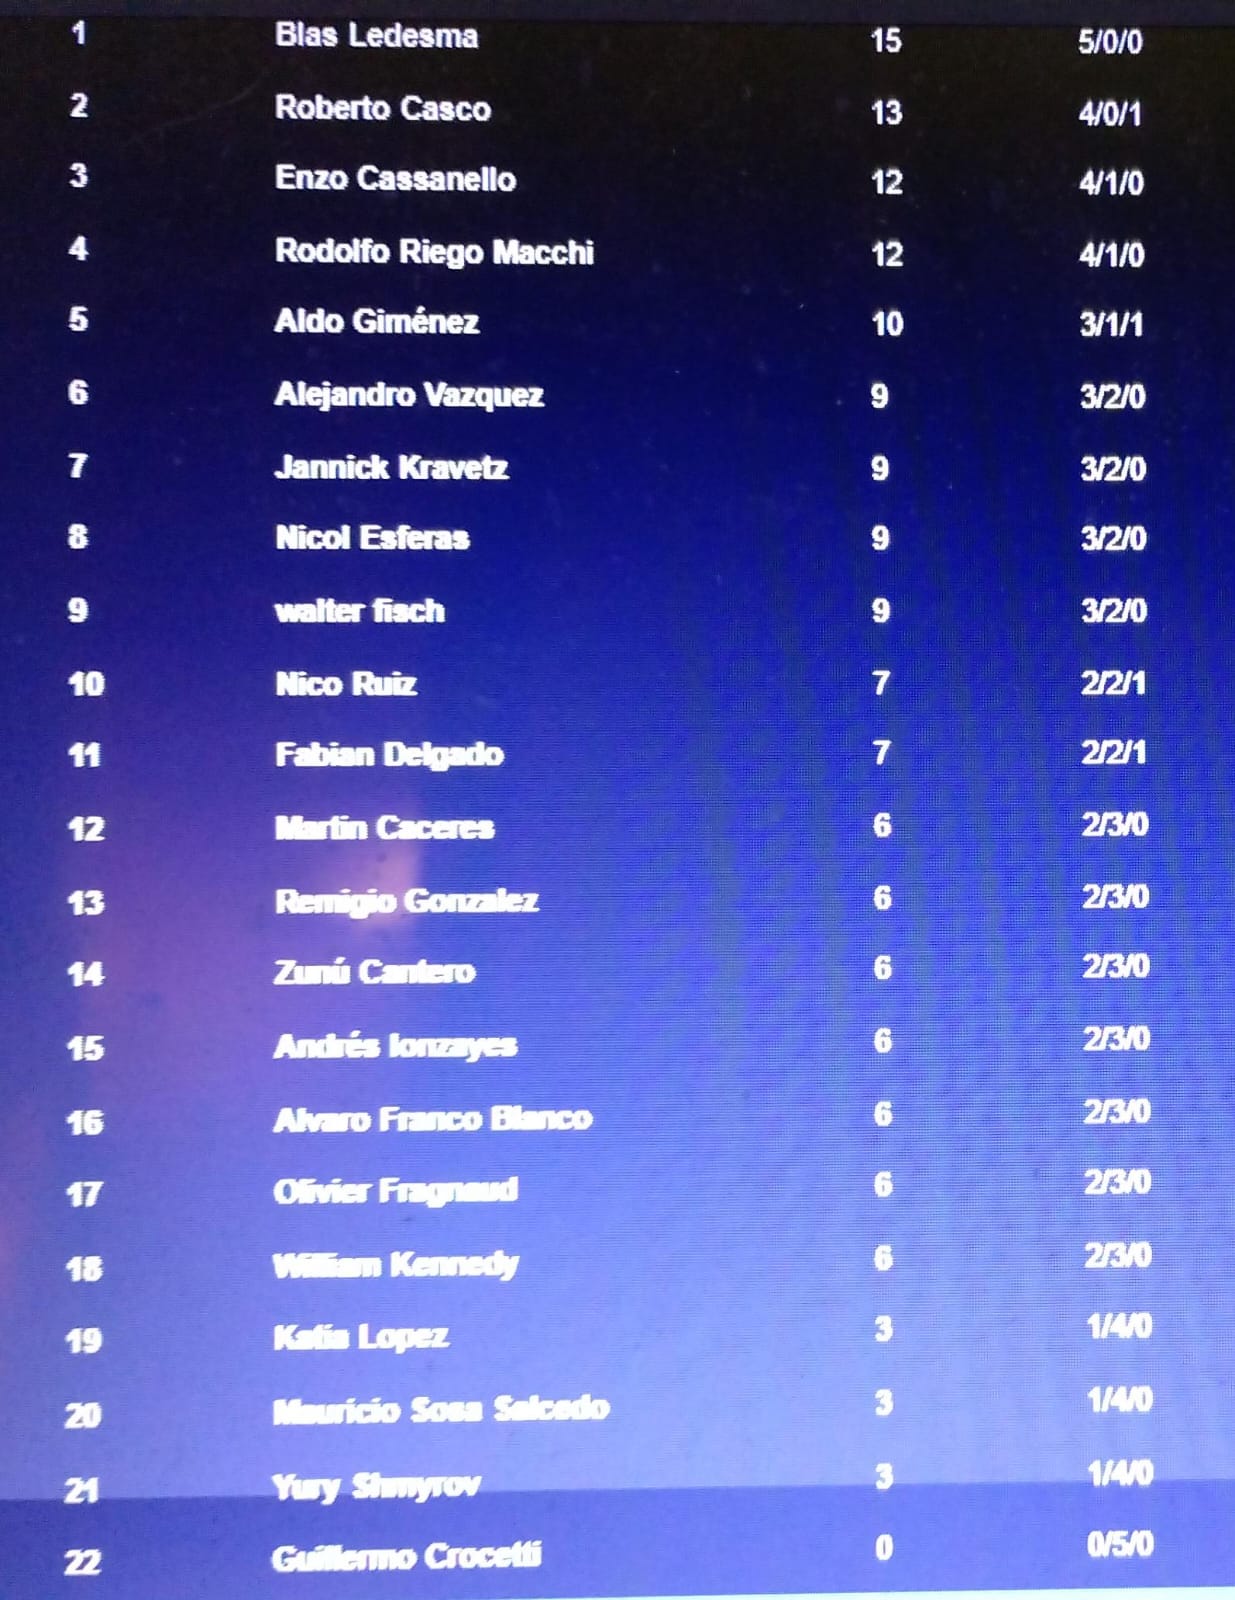 1 Blas Ledesma 15 5/0/0
2 Roberto Casco 13 4/0/1
3 Enzo Cassanello 12 4/1/0
4 Rodolfo Riego Macchi 12 4/1/0
5 Aldo Giménez 10 3/1/1
6 Alejandro Vazquez 9 3/2/0
7 Jannick Kravetz 9 3/2/0
8 Nicol Esferas 9 3/2/0
9 walter fisch 9 3/2/0
10 Nico Ruiz 7 2/2/1
11 Fabian Delgado 7 2/2/1
12 Martin Caceres 6 2/3/0
13 Remigio Gonzalez 6 2/3/0
14 Zunú Cantero 6 2/3/0
15 Andrés Ionzayes 6 2/3/0
16 Alvaro Franco Blanco 6 2/3/0
17 Olivier Fragnaud 6 2/3/0
18 William Kennedy 6 2/3/0
19 Katia Lopez 3 1/4/0
20 Mauricio Sosa Salcedo 3 1/4/0
21 Yury Shmyrov 3 1/4/0
22 Guillermo Crocetti 0 0/5/0